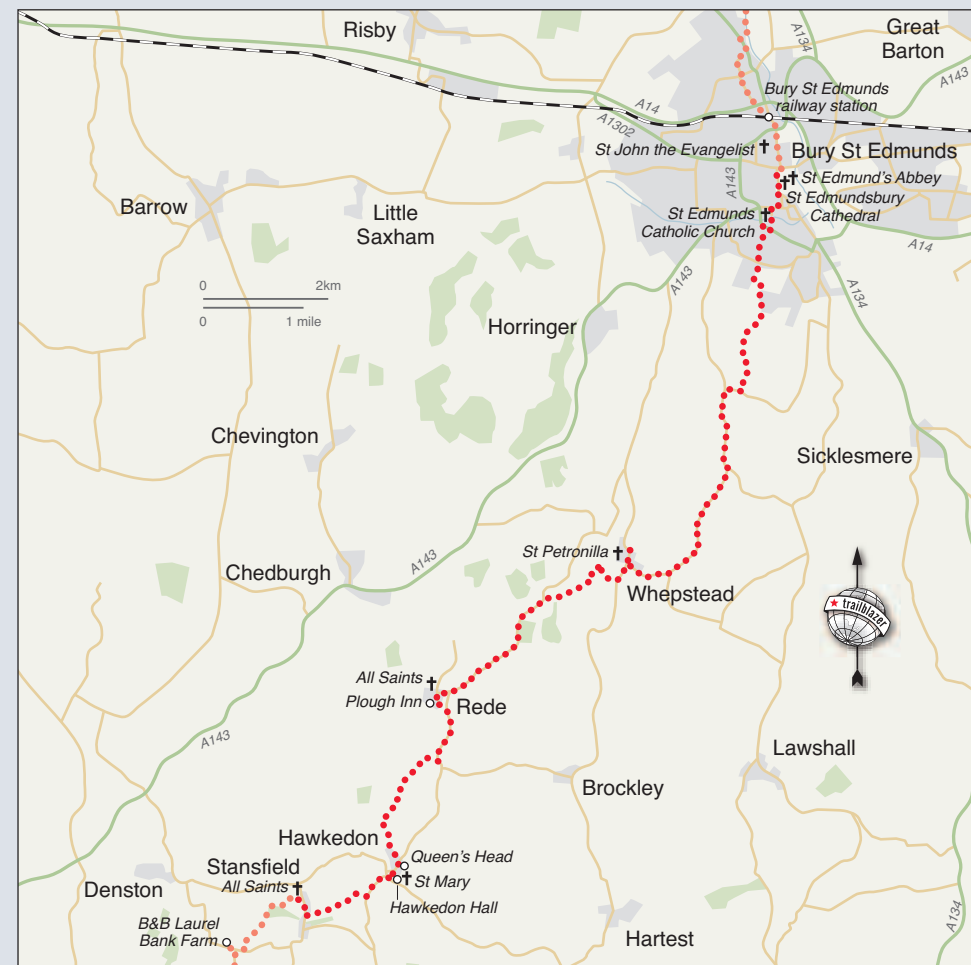 Risby
Great
Barton
A134
A143
Bury St Edmunds
railway station
A14
A1302
St John the Evangelist
Bury St Edmunds
A143
St Edmund's Abbey
St Edmundsbury
Cathedral
Barrow
Little
Saxham
St Edmunds
Catholic Church
A14
A143
A134
0 2km
0 1 mile
Horringer
Chevington
Sicklesmere
St Petronilla
A143
Chedburgh
Whepstead
trailblazer
All Saints
Plough Inn
Rede
A143
Lawshall
Brockley
Hawkedon
Queen's Head
Stansfield
All Saints
St Mary
Denston
Hawkedon Hall
B&B Laurel
Bank Farm
Hartest
A134